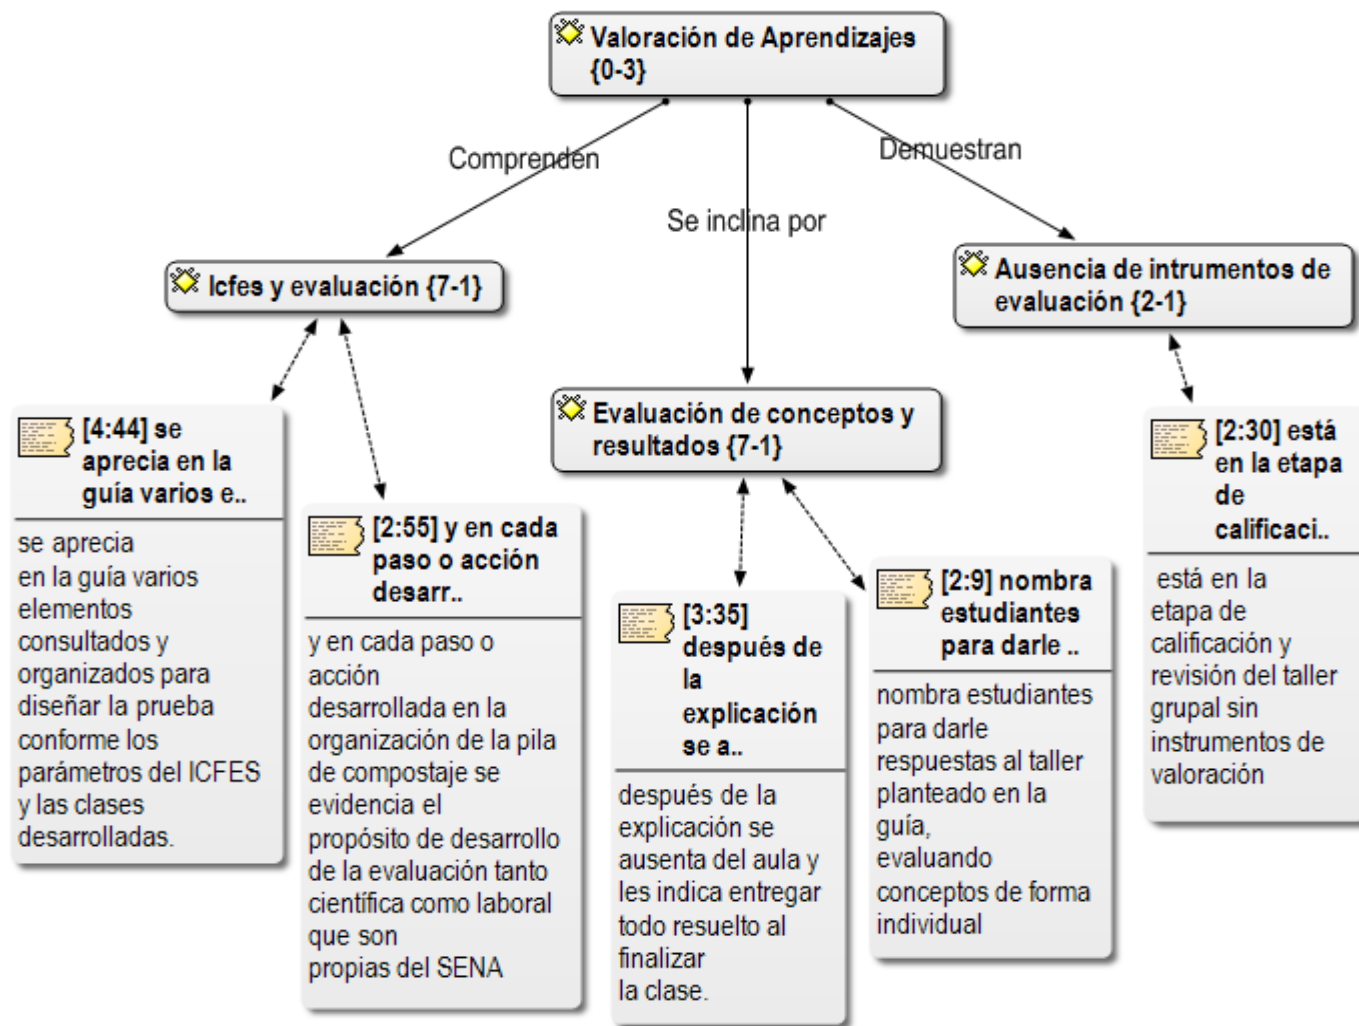 Valoración de Aprendizajes
{0-3}
Comprenden
Se inclina por
Demuestran
Icfes y evaluación {7-1}
Ausencia de intrumentos de
evaluación {2-1}
Evaluación de conceptos y
resultados {7-1}
[4:44] se
aprecia en la
guía varios e..
se aprecia
en la guía varios
elementos
consultados y
organizados para
diseñar la prueba
conforme los
parámetros del ICFES
y las clases
desarrolladas.
[2:55] y en cada
paso o acción
desarr..
y en cada paso o
acción
desarrollada en la
organización de la pila
de compostaje se
evidencia el
propósito de desarrollo
de la evaluación tanto
científica como laboral
que son
propias del SENA
[3:35]
después de
la
explicación
se a..
después de la
explicación se
ausenta del aula y
les indica entregar
todo resuelto al
finalizar
la clase.
[2:9] nombra
estudiantes
para darle ..
nombra estudiantes
para darle
respuestas al taller
planteado en la
guía,
evaluando
conceptos de forma
individual
[2:30] está
en la etapa
de
calificaci..
está en la
etapa de
calificación y
revisión del taller
grupal sin
instrumentos de
valoración